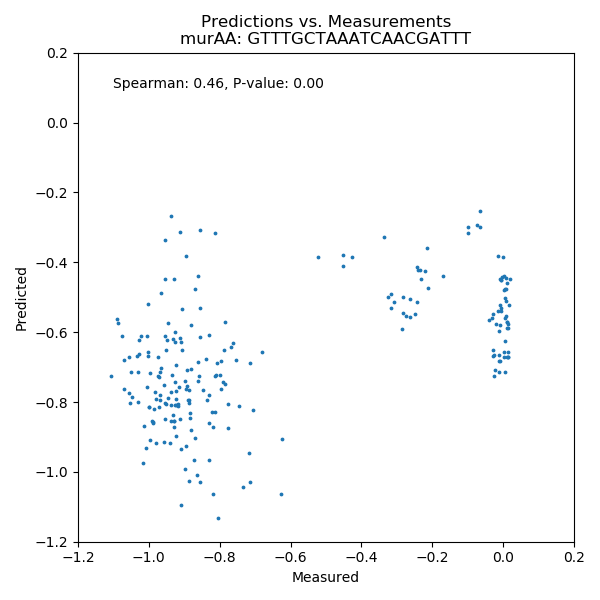 Predictions vs. Measurements
murAA: GTTTGCTAAATCAACGATTT
Spearman: 0.46, P-value: 0.00
0.2
0.0
−0.2
−0.4
−0.6
−0.8
−1.0
−1.2
Predicted
−1.2 −1.0 −0.8 −0.6 −0.4 −0.2 0.0 0.2
Measured